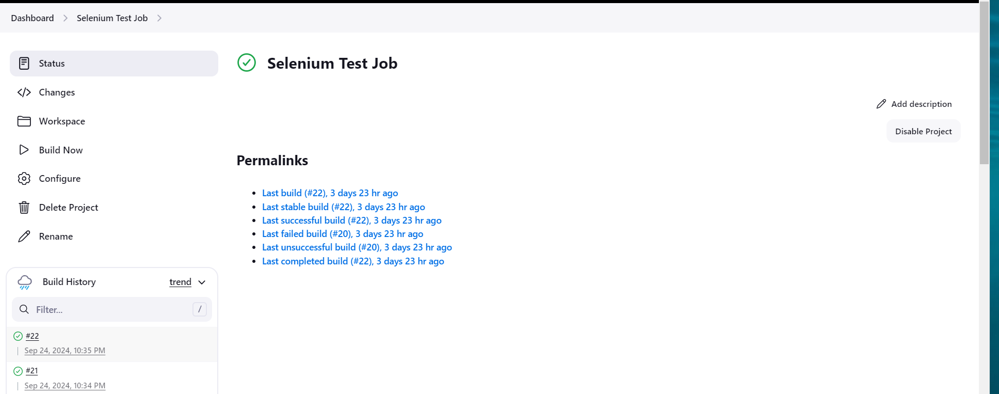 Dashboard
Selenium Test Job
Status
Changes
Workspace
Build Now
Configure
Delete Project
Rename
Build History
trend
Filter...
/
#22
Sep 24, 2024, 10:35 PM
#21
Sep 24, 2024, 10:34 PM
Selenium Test Job
Add description
Disable Project
Permalinks
Last build (#22), 3 days 23 hr ago
Last stable build (#22), 3 days 23 hr ago
Last successful build (#22), 3 days 23 hr ago
Last failed build (#20), 3 days 23 hr ago
Last unsuccessful build (#20), 3 days 23 hr ago
Last completed build (#22), 3 days 23 hr ago